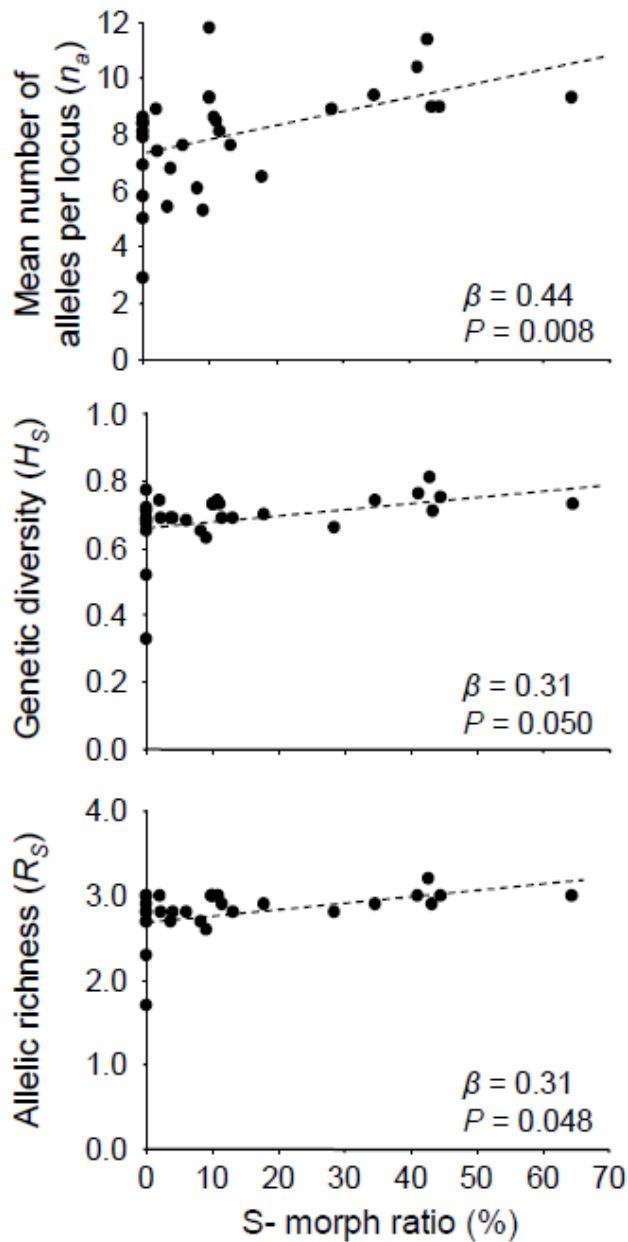 Mean number of
alleles per locus (nₐ)
12
10
8
6
4
2
0
β = 0.44
P = 0.008
Genetic diversity (H_S)
1.0
0.8
0.6
0.4
0.2
0.0
β = 0.31
P = 0.050
Allelic richness (R_S)
4.0
3.0
2.0
1.0
0.0
β = 0.31
P = 0.048
0 10 20 30 40 50 60 70
S- morph ratio (%)